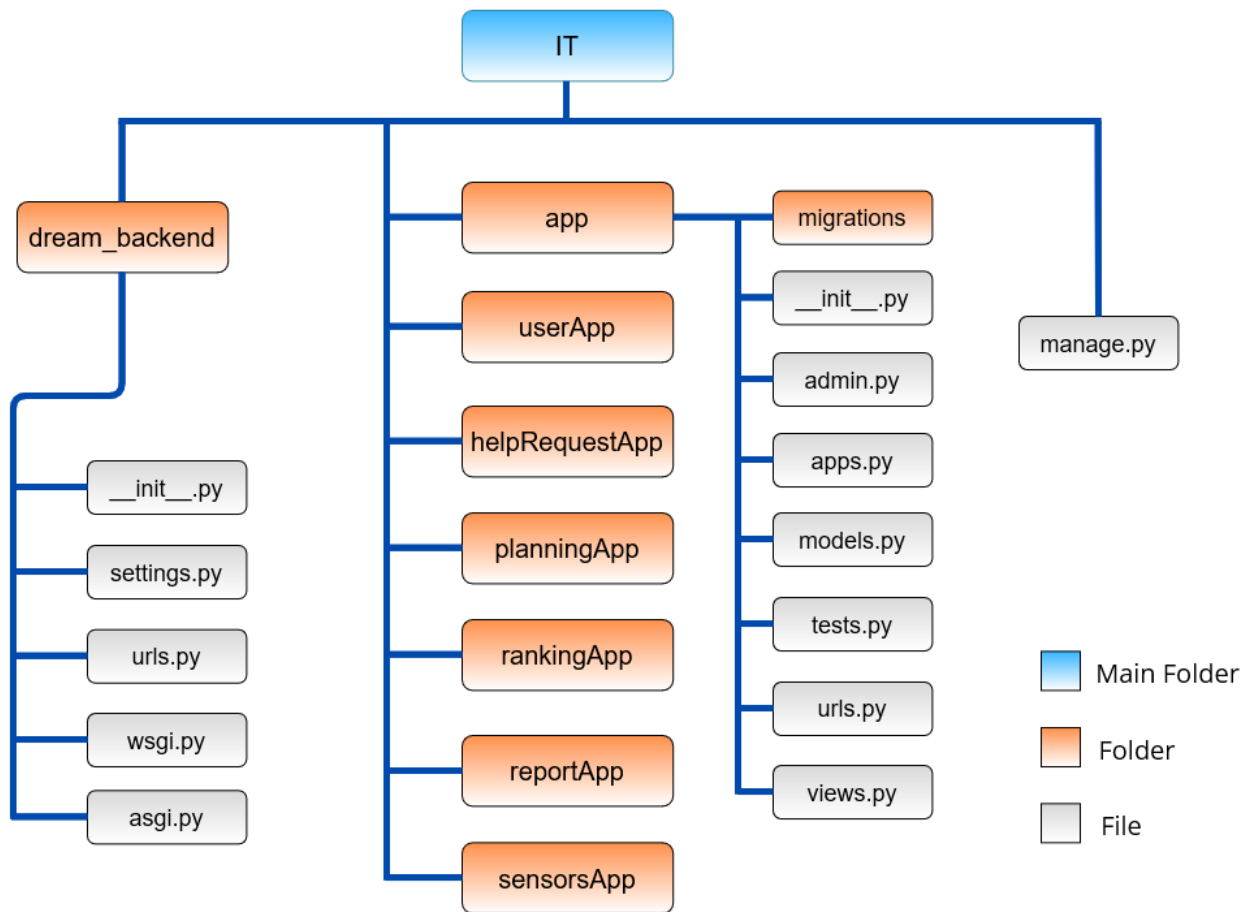 IT
dream_backend
__init__.py
settings.py
urls.py
wsgi.py
asgi.py
app
userApp
helpRequestApp
planningApp
rankingApp
reportApp
sensorsApp
migrations
__init__.py
admin.py
apps.py
models.py
tests.py
urls.py
views.py
manage.py
Main Folder
Folder
File